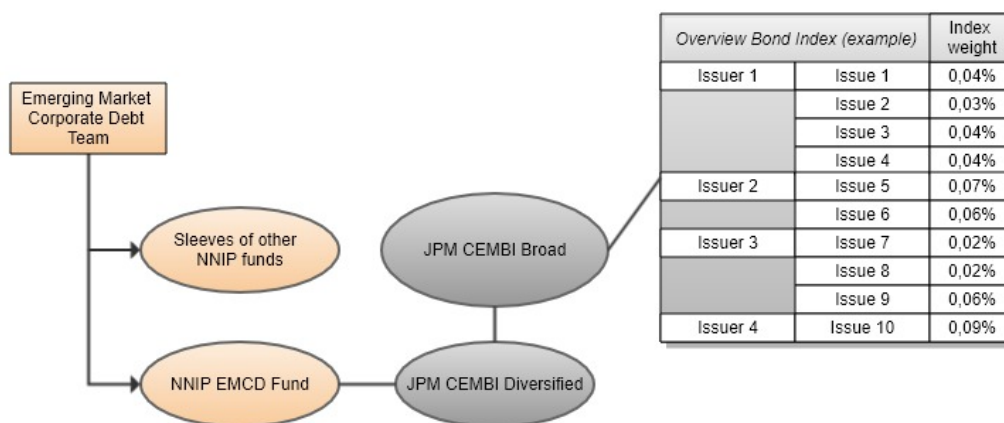 Overview Bond Index (example)
Index
weight
Issuer 1 Issue 1 0,04%
Issue 2 0,03%
Issue 3 0,04%
Issue 4 0,04%
Issuer 2 Issue 5 0,07%
Issue 6 0,06%
Issuer 3 Issue 7 0,02%
Issue 8 0,02%
Issue 9 0,06%
Issuer 4 Issue 10 0,09%
Emerging Market
Corporate Debt
Team
Sleeves of other
NNIP funds
JPM CEMBI Broad
NNIP EMCD Fund
JPM CEMBI Diversified